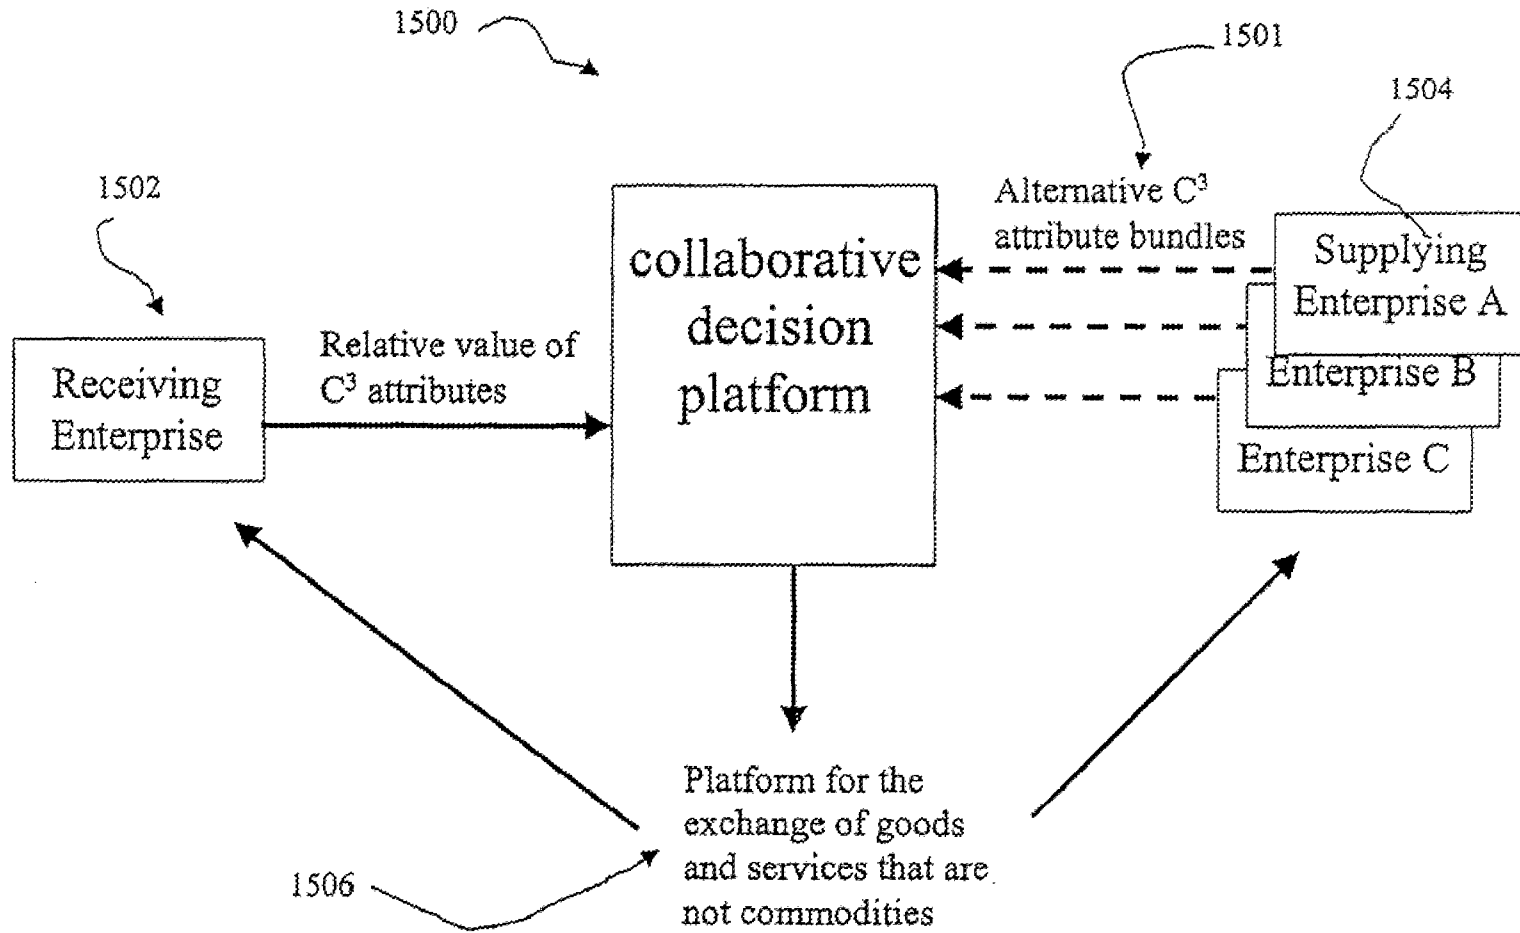 1500
1501
1504
1502
Alternative C³
attribute bundles
collaborative
decision
platform
Supplying
Enterprise A
Enterprise B
Enterprise C
Relative value of
C³ attributes
Receiving
Enterprise
Platform for the
exchange of goods
and services that are
not commodities
1506